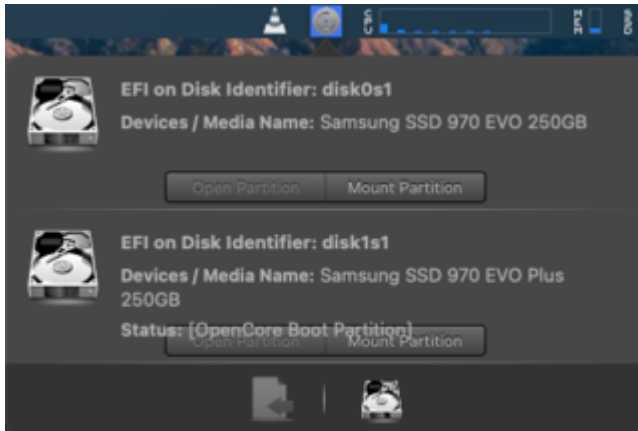 CPU
MEM
EFI on Disk Identifier: disk0s1
Devices / Media Name: Samsung SSD 970 EVO 250GB
Open Partition Mount Partition
EFI on Disk Identifier: disk1s1
Devices / Media Name: Samsung SSD 970 EVO Plus
250GB
Status: [OpenCore Boot Partition]
Open Partition Mount Partition